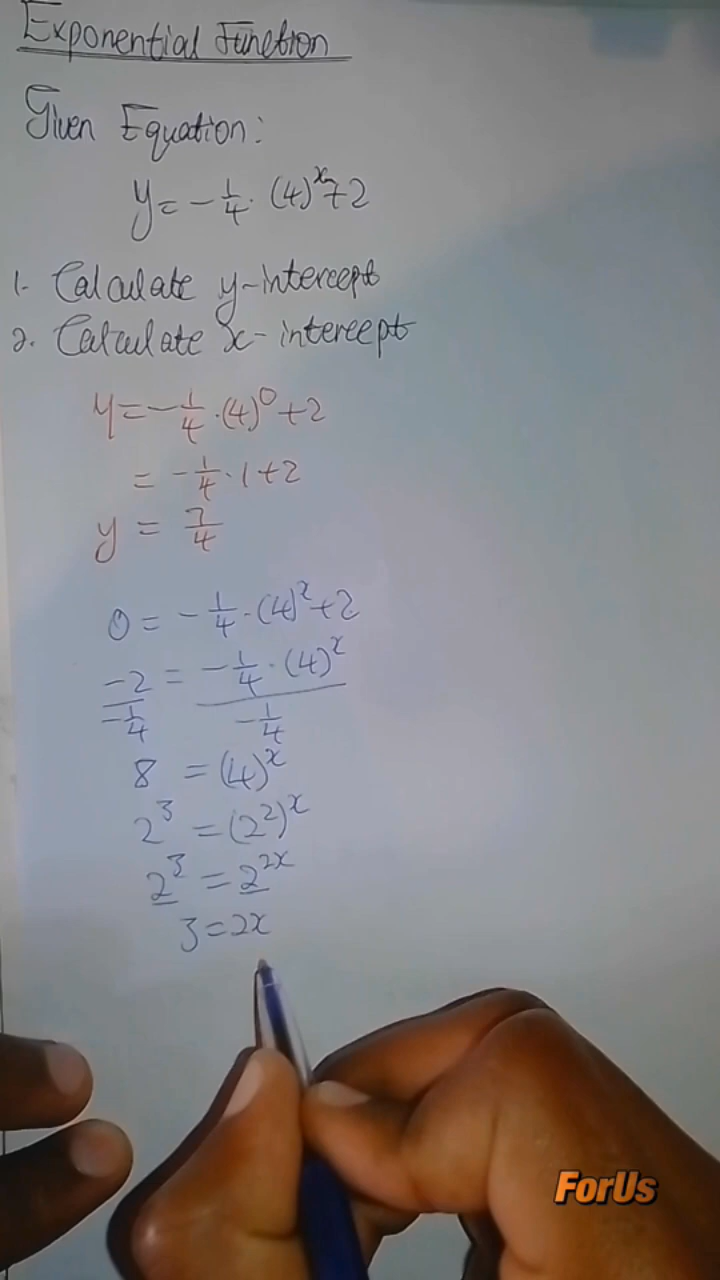 Exponential Function
Given Equation:
y = -1/4 · (4)^x + 2
1. Calculate y-intercept
2. Calculate x-intercept
y = -1/4 · (4)^0 + 2
= -1/4 · 1 + 2
y = 7/4
0 = -1/4 · (4)^x + 2
-2/-1/4 = -1/4 · (4)^x/-1/4
8 = (4)^x
2^3 = (2^2)^x
2^3 = 2^2x
3 = 2x
ForUs